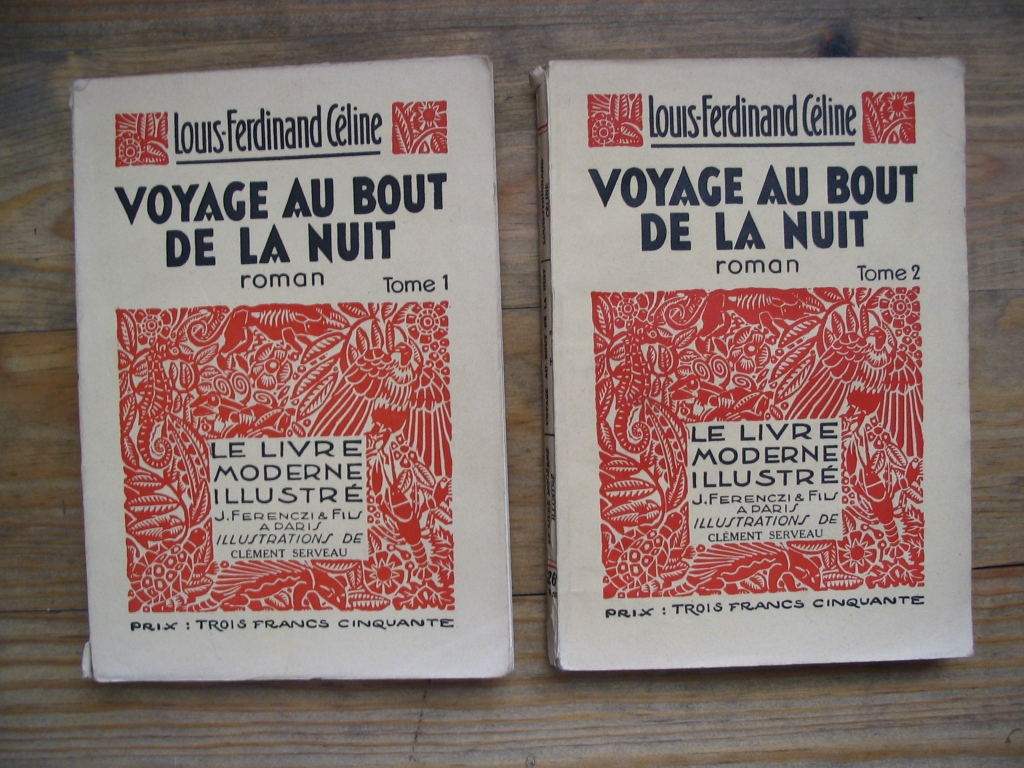 Louis-Ferdinand Céline
VOYAGE AU BOUT
DE LA NUIT
roman
Tome 1
LE LIVRE
MODERNE
ILLUSTRÉ
J. FERENCZI & FILS
A PARIS
ILLUSTRATIONS DE
CLÉMENT SERVEAU
PRIX : TROIS FRANCS CINQUANTE
Louis-Ferdinand Céline
VOYAGE AU BOUT
DE LA NUIT
roman
Tome 2
LE LIVRE
MODERNE
ILLUSTRÉ
J. FERENCZI & FILS
A PARIS
ILLUSTRATIONS DE
CLÉMENT SERVEAU
PRIX : TROIS FRANCS CINQUANTE